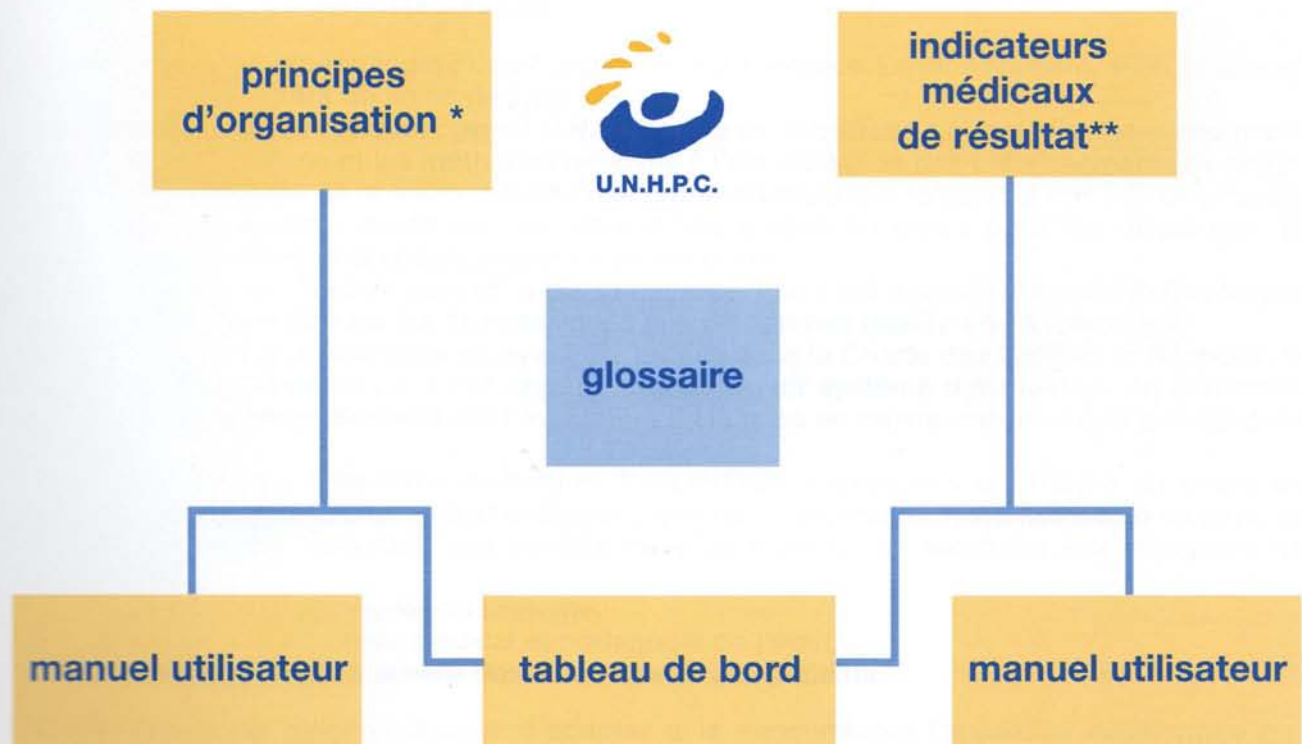 principes
d'organisation *
U.N.H.P.C.
indicateurs
médicaux
de résultat**
glossaire
manuel utilisateur
tableau de bord
manuel utilisateur